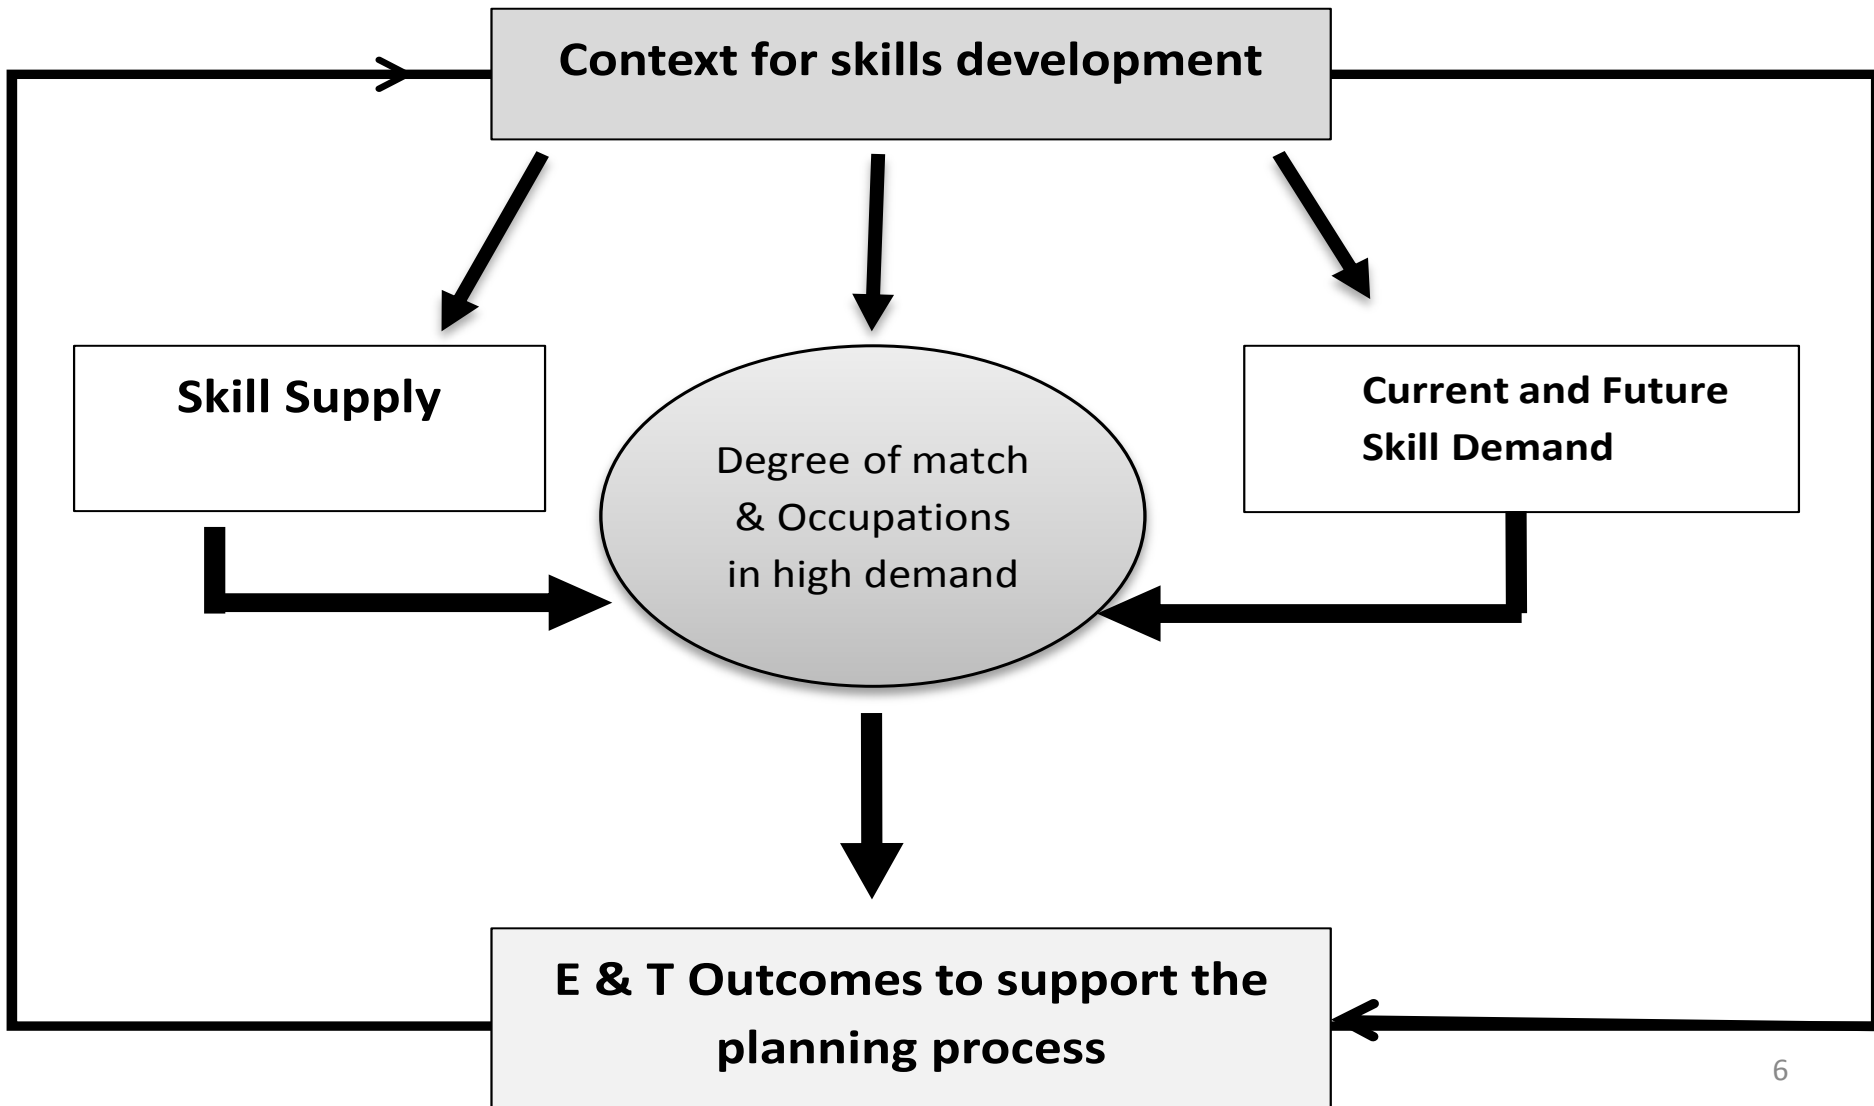 Context for skills development
Skill Supply
Degree of match
& Occupations
in high demand
Current and Future
Skill Demand
E & T Outcomes to support the
planning process
6